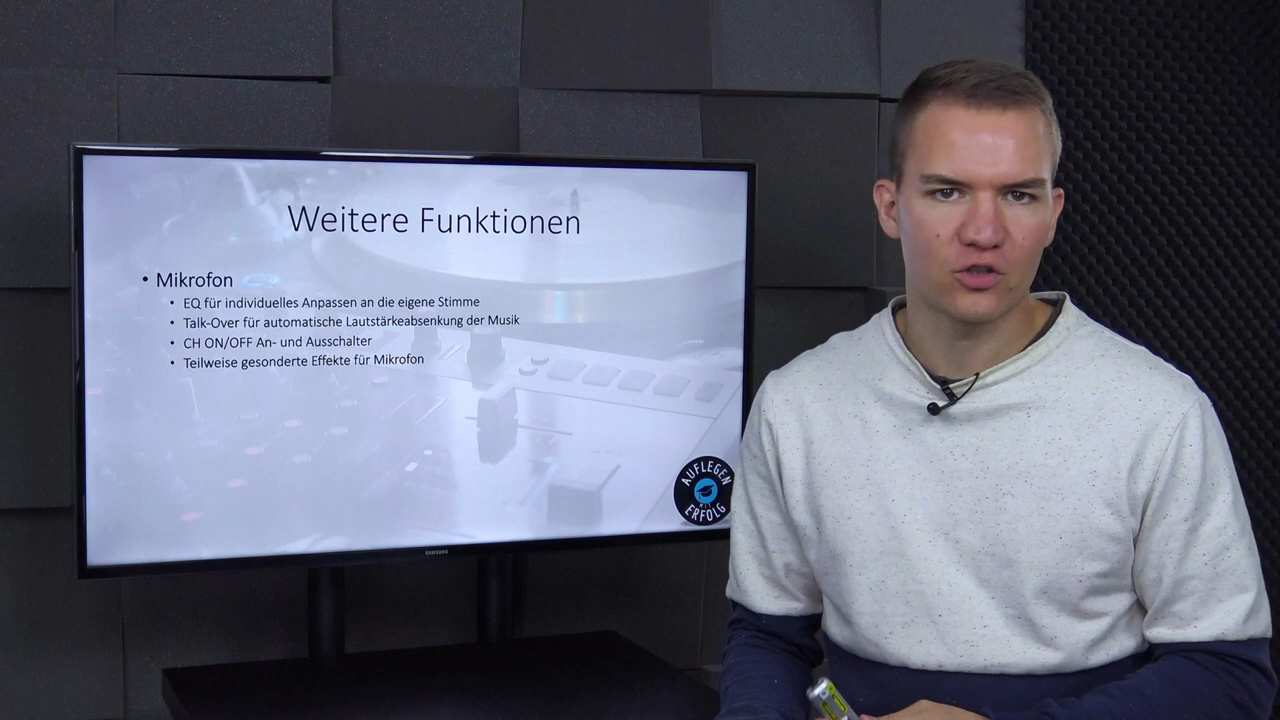 Weitere Funktionen
• Mikrofon
• EQ für individuelles Anpassen an die eigene Stimme
• Talk-Over für automatische Lautstärkeabsenkung der Musik
• CH ON/OFF An- und Ausschalter
• Teilweise gesonderte Effekte für Mikrofon
AUFLEGEN
MIT
ERFOLG
SAMSUNG